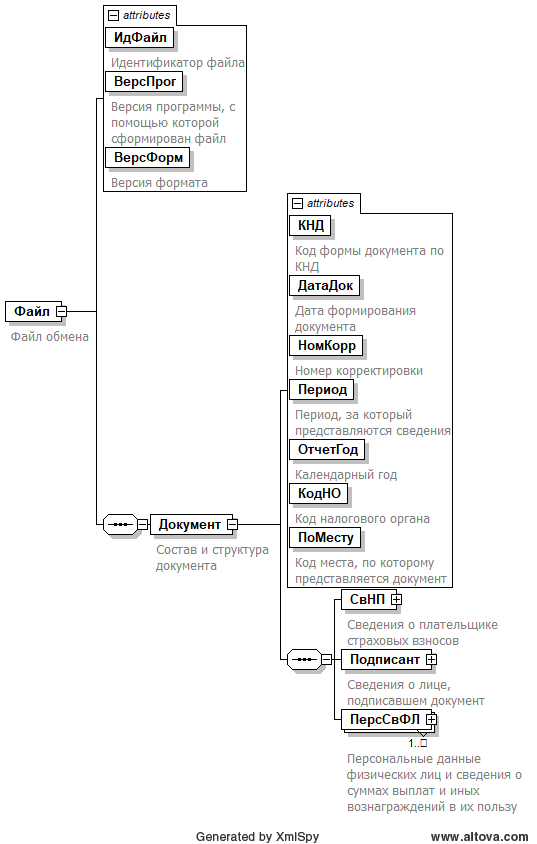 attributes
ИдФайл
Идентификатор файла
ВерсПрог
Версия программы, с
помощью которой
сформирован файл
ВерсФорм
Версия формата
Файл
Файл обмена
Документ
Состав и структура
документа
attributes
КНД
Код формы документа по
КНД
ДатаДок
Дата формирования
документа
НомКорр
Номер корректировки
Период
Период, за который
представляются сведения
ОтчетГод
Календарный год
КодНО
Код налогового органа
ПоМесту
Код места, по которому
представляется документ
СвНП
Сведения о плательщике
страховых взносов
Подписант
Сведения о лице,
подписавшем документ
ПерсСвФЛ
1..□
Персональные данные
физических лиц и сведения о
суммах выплат и иных
вознаграждений в их пользу
Generated by XmlSpy
www.altova.com